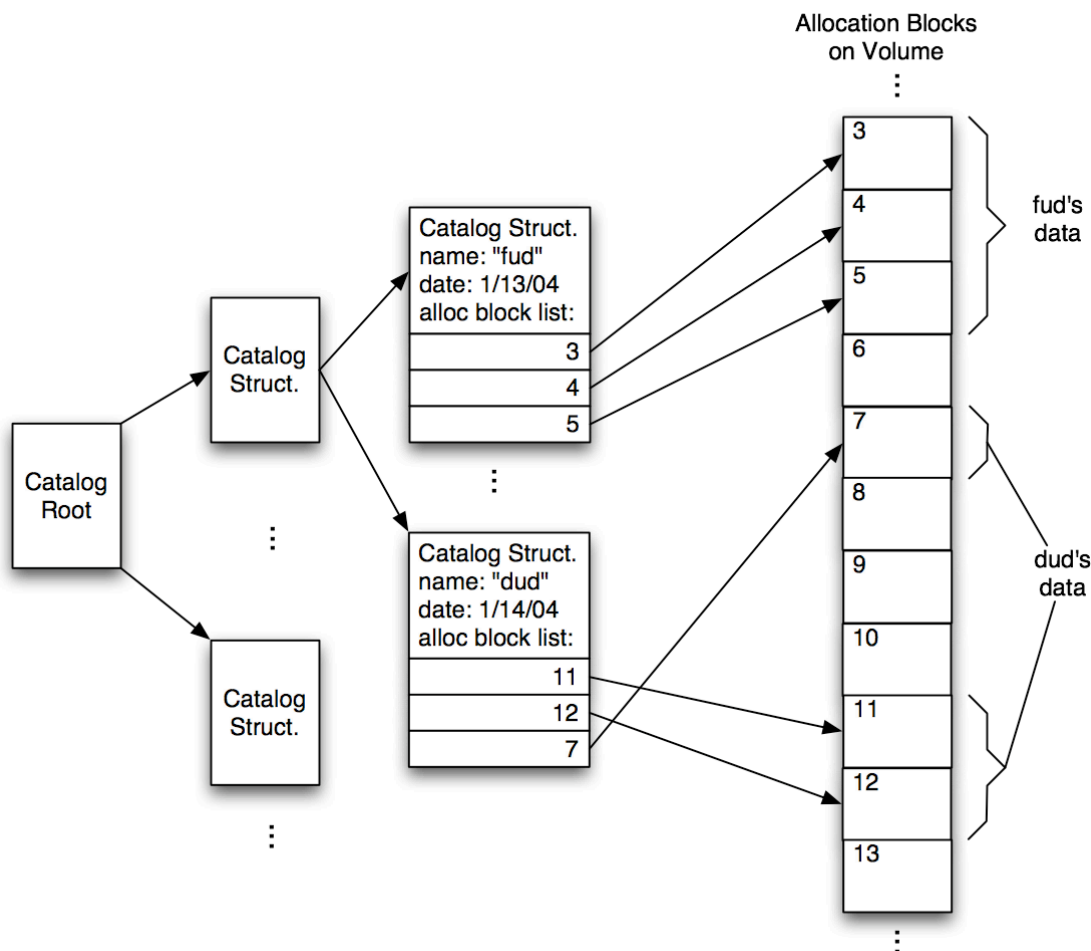 Allocation Blocks
on Volume
Catalog
Root
Catalog
Struct.
Catalog
Struct.
Catalog Struct.
name: "fud"
date: 1/13/04
alloc block list:
3
4
5
Catalog Struct.
name: "dud"
date: 1/14/04
alloc block list:
11
12
7
3
4
5
6
7
8
9
10
11
12
13
fud's
data
dud's
data